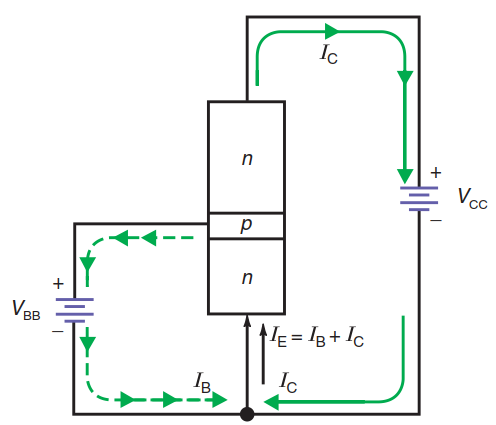 I_C
n
+
V_CC
p
–
n
+
V_BB
–
I_E = I_B + I_C
I_B
I_C